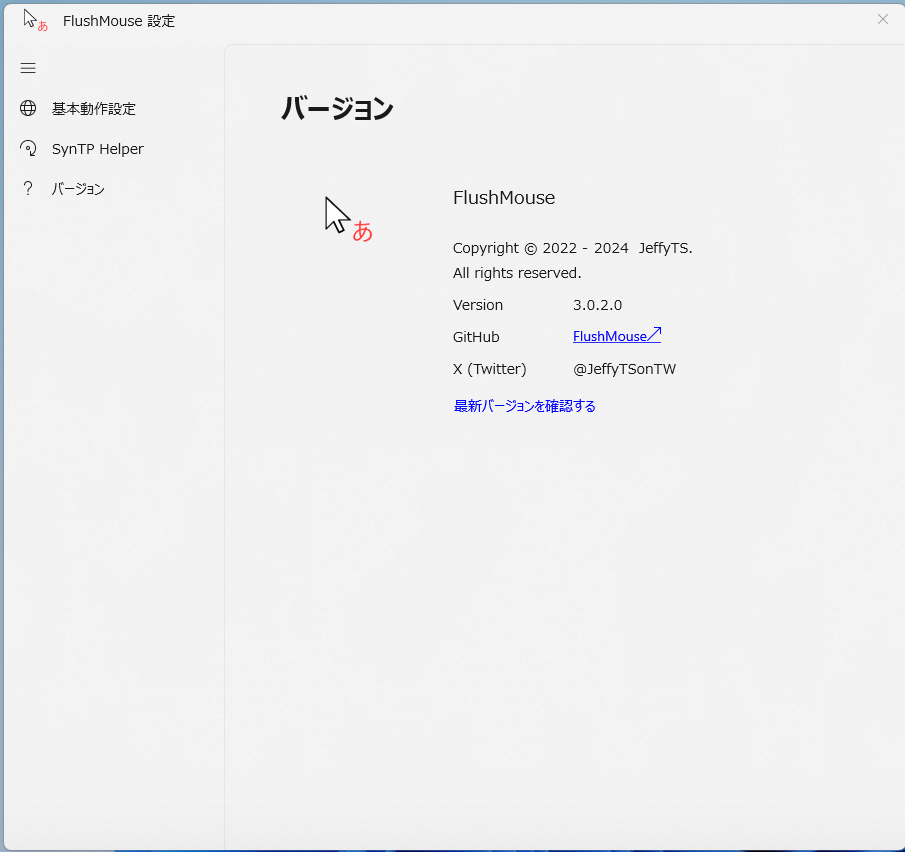 あ FlushMouse 設定
基本動作設定
SynTP Helper
? バージョン
バージョン
あ
FlushMouse
Copyright © 2022 - 2024 JeffyTS.
All rights reserved.
Version 3.0.2.0
GitHub FlushMouse
X (Twitter) @JeffyTSonTW
最新バージョンを確認する